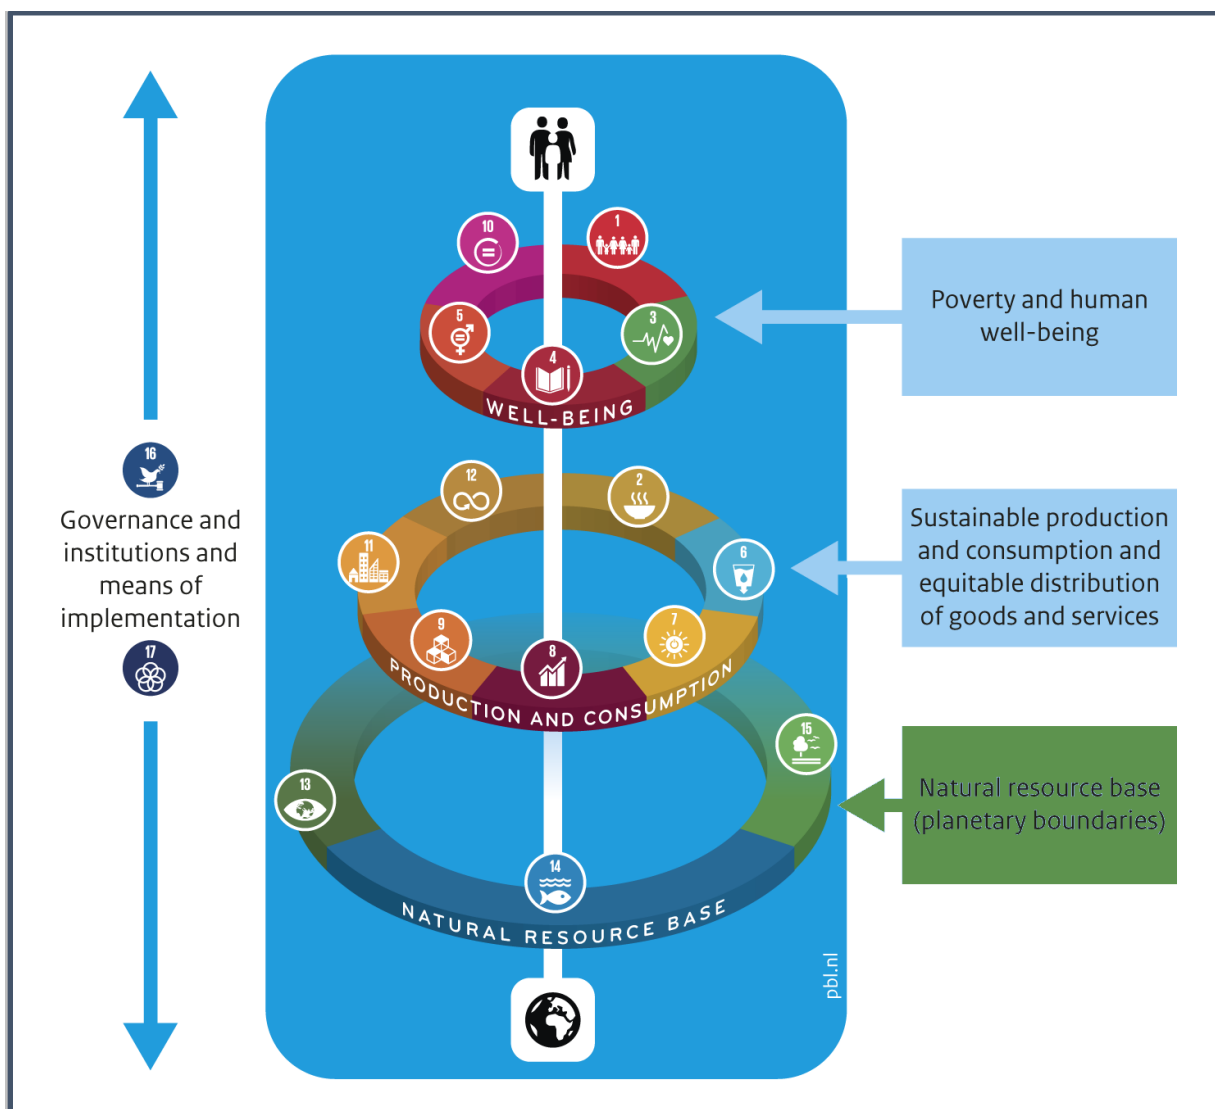 10
1
5
3
4
WELL-BEING
Poverty and human
well-being
16
Governance and
institutions and
means of
implementation
17
12
2
11
6
9
7
8
PRODUCTION AND CONSUMPTION
Sustainable production
and consumption and
equitable distribution
of goods and services
15
13
14
NATURAL RESOURCE BASE
Natural resource base
(planetary boundaries)
pbl.nl